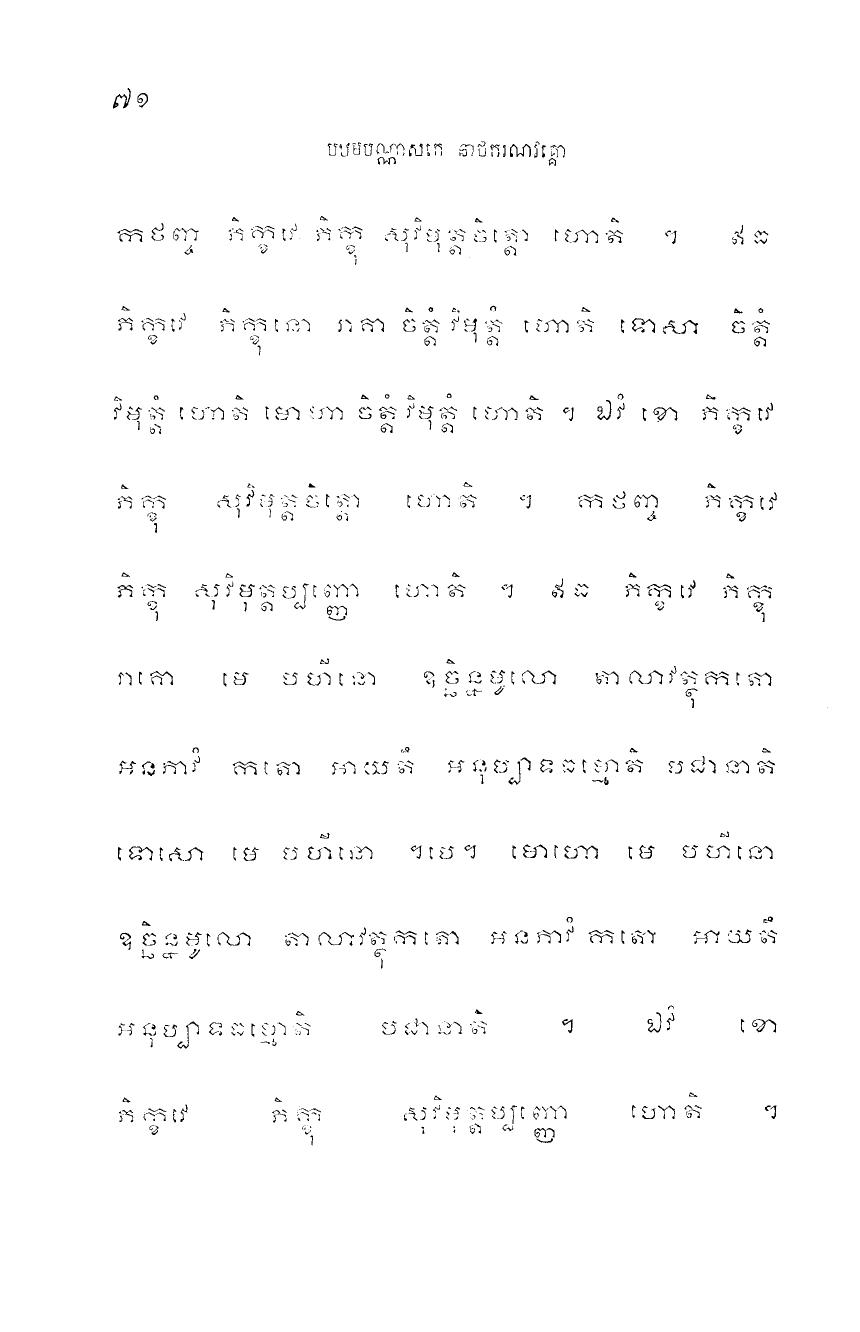 ៧១
បឋមបណ្ណាសកេ នាថករណវគ្គោ
កថញ្ច ភិក្ខវេ ភិក្ខុ សុវិមុត្តចិត្តោ ហោតិ ។ ឥធ
ភិក្ខវេ ភិក្ខុនោ រាគា ចិត្តំ វិមុត្តំ ហោតិ ទោសា ចិត្តំ
វិមុត្តំ ហោតិ មោហា ចិត្តំ វិមុត្តំ ហោតិ ។ ឯវំ ខោ ភិក្ខវេ
ភិក្ខុ សុវិមុត្តចិត្តោ ហោតិ ។ កថញ្ច ភិក្ខវេ
ភិក្ខុ សុវិមុត្តប្បញ្ញោ ហោតិ ។ ឥធ ភិក្ខវេ ភិក្ខុ
រាគោ មេ បហីនោ ឧច្ឆិន្នមូលោ តាលាវត្ថុកតោ
អនភាវំ កតោ អាយតឹ អនុប្បាទធម្មោតិ បជានាតិ
ទោសោ មេ បហីនោ ។បេ។ មោហោ មេ បហីនោ
ឧច្ឆិន្នមូលោ តាលាវត្ថុកតោ អនភាវំ កតោ អាយតឹ
អនុប្បាទធម្មោតិ បជានាតិ ។ ឯវំ ខោ
ភិក្ខវេ ភិក្ខុ សុវិមុត្តប្បញ្ញោ ហោតិ ។